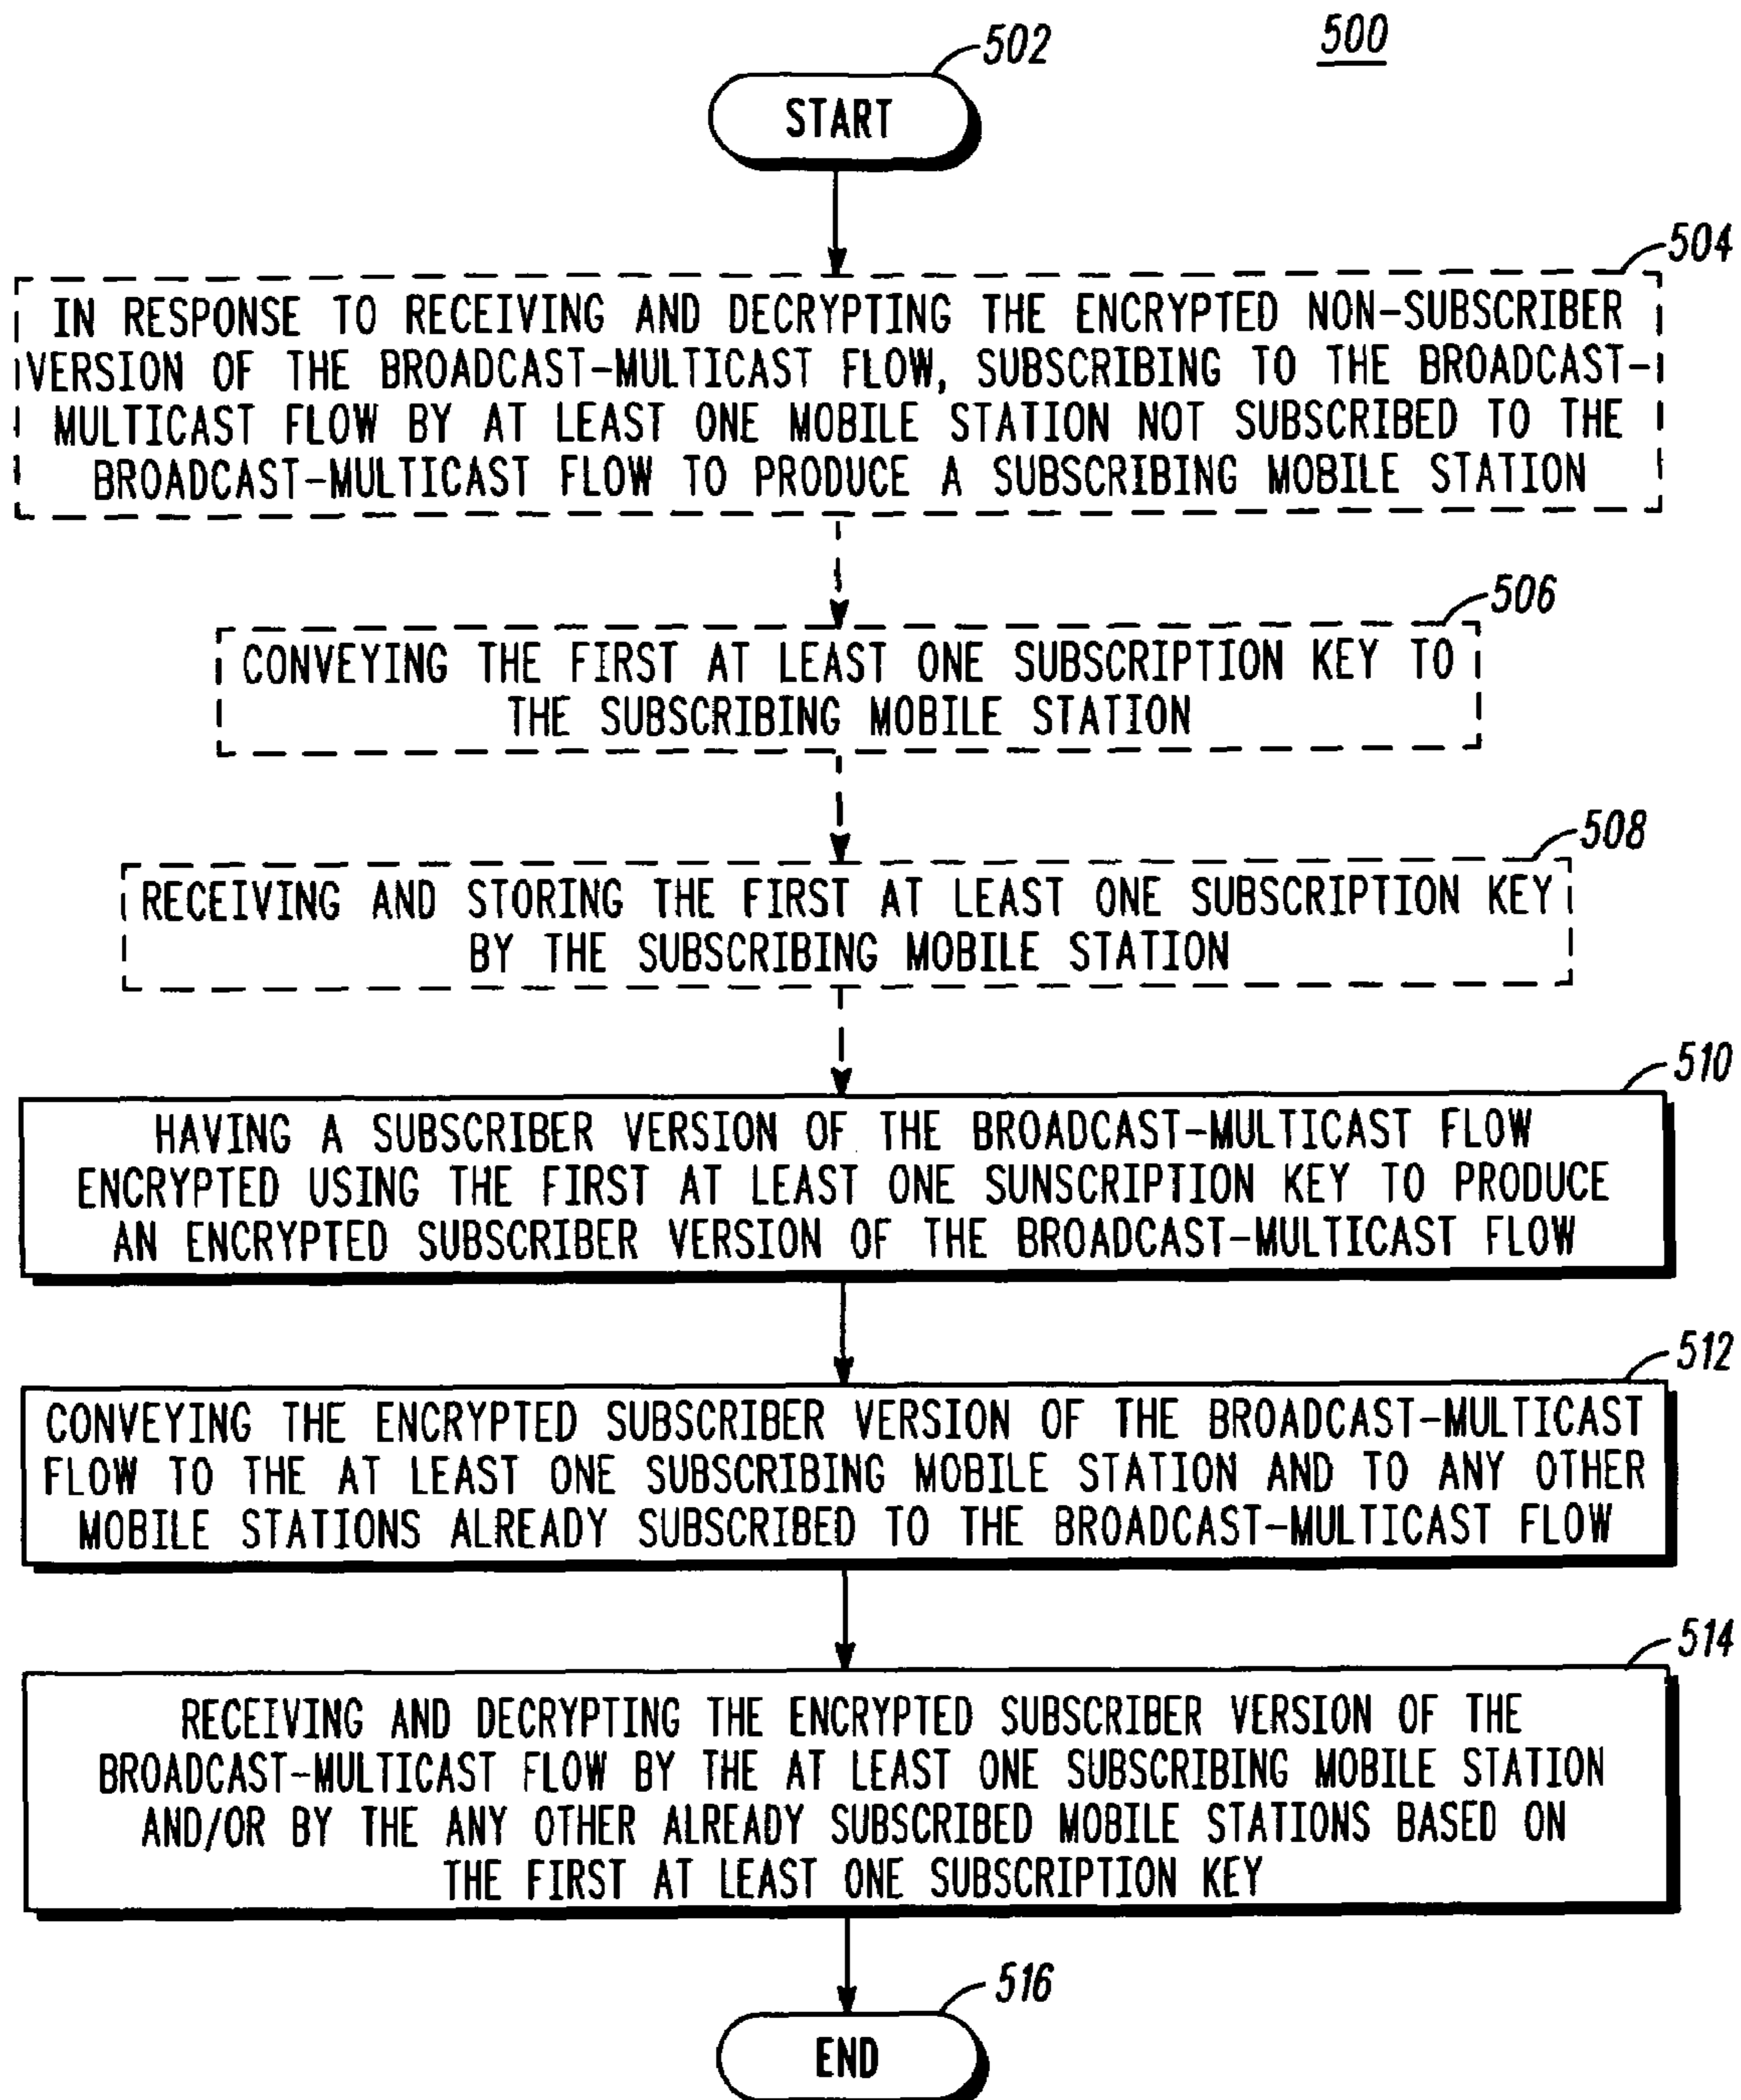 500
502
START
504
IN RESPONSE TO RECEIVING AND DECRYPTING THE ENCRYPTED NON-SUBSCRIBER
VERSION OF THE BROADCAST-MULTICAST FLOW, SUBSCRIBING TO THE BROADCAST-
MULTICAST FLOW BY AT LEAST ONE MOBILE STATION NOT SUBSCRIBED TO THE
BROADCAST-MULTICAST FLOW TO PRODUCE A SUBSCRIBING MOBILE STATION
506
CONVEYING THE FIRST AT LEAST ONE SUBSCRIPTION KEY TO
THE SUBSCRIBING MOBILE STATION
508
RECEIVING AND STORING THE FIRST AT LEAST ONE SUBSCRIPTION KEY
BY THE SUBSCRIBING MOBILE STATION
510
HAVING A SUBSCRIBER VERSION OF THE BROADCAST-MULTICAST FLOW
ENCRYPTED USING THE FIRST AT LEAST ONE SUNSCRIPTION KEY TO PRODUCE
AN ENCRYPTED SUBSCRIBER VERSION OF THE BROADCAST-MULTICAST FLOW
512
CONVEYING THE ENCRYPTED SUBSCRIBER VERSION OF THE BROADCAST-MULTICAST
FLOW TO THE AT LEAST ONE SUBSCRIBING MOBILE STATION AND TO ANY OTHER
MOBILE STATIONS ALREADY SUBSCRIBED TO THE BROADCAST-MULTICAST FLOW
514
RECEIVING AND DECRYPTING THE ENCRYPTED SUBSCRIBER VERSION OF THE
BROADCAST-MULTICAST FLOW BY THE AT LEAST ONE SUBSCRIBING MOBILE STATION
AND/OR BY THE ANY OTHER ALREADY SUBSCRIBED MOBILE STATIONS BASED ON
THE FIRST AT LEAST ONE SUBSCRIPTION KEY
516
END